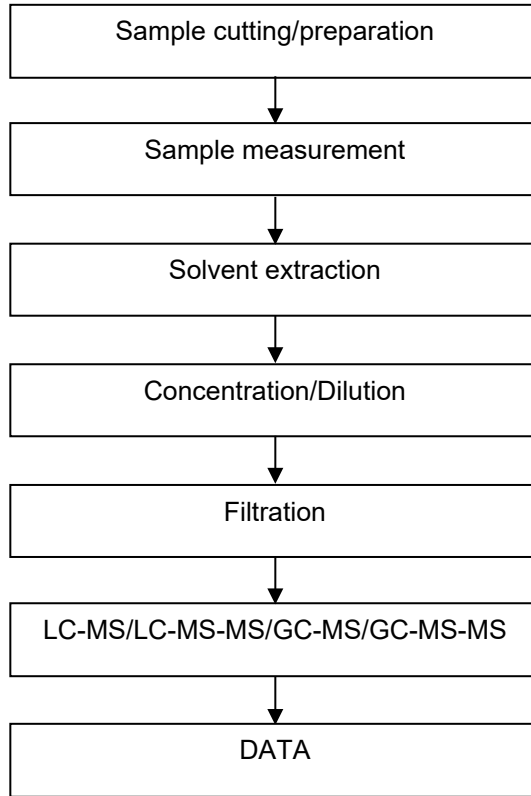 Sample cutting/preparation
Sample measurement
Solvent extraction
Concentration/Dilution
Filtration
LC-MS/LC-MS-MS/GC-MS/GC-MS-MS
DATA